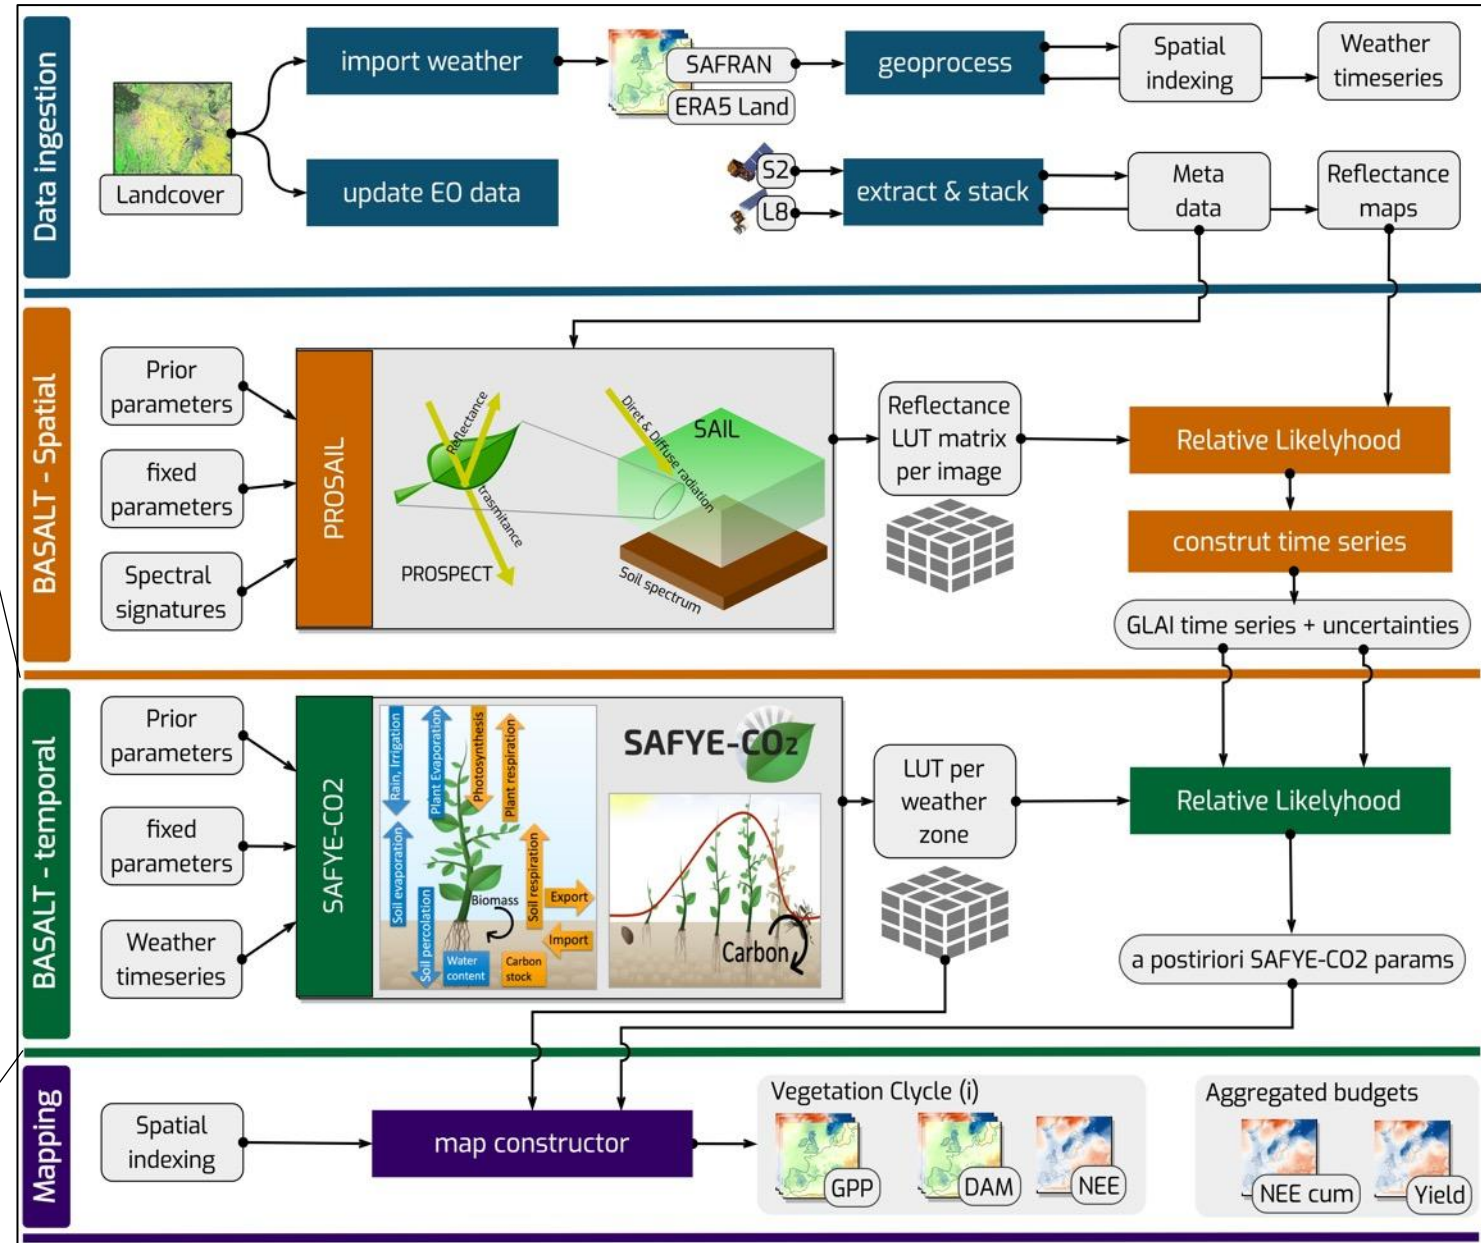 Data ingestion
import weather
SAFRAN
ERA5 Land
geoprocess
Spatial
indexing
Weather
timeseries
Landcover
update EO data
S2
L8
extract & stack
Meta
data
Reflectance
maps
BASALT - Spatial
Prior
parameters
fixed
parameters
Spectral
signatures
PROSAIL
Reflectance
trasmitance
PROSPECT
Diret & Diffuse radiation
SAIL
Soil spectrum
Reflectance
LUT matrix
per image
Relative Likelyhood
construt time series
GLAI time series + uncertainties
BASALT - temporal
Prior
parameters
fixed
parameters
Weather
timeseries
SAFYE-CO2
Rain, Irrigation
Plant Evaporation
Photosynthesis
Plant respiration
Soil evaporation
Soil percolation
Soil respiration
Biomass
Export
Import
Water
content
Carbon
stock
SAFYE-CO2
Carbon
LUT per
weather
zone
Relative Likelyhood
a postiriori SAFYE-CO2 params
Mapping
Spatial
indexing
map constructor
Vegetation Clycle (i)
GPP
DAM
NEE
Aggregated budgets
NEE cum
Yield